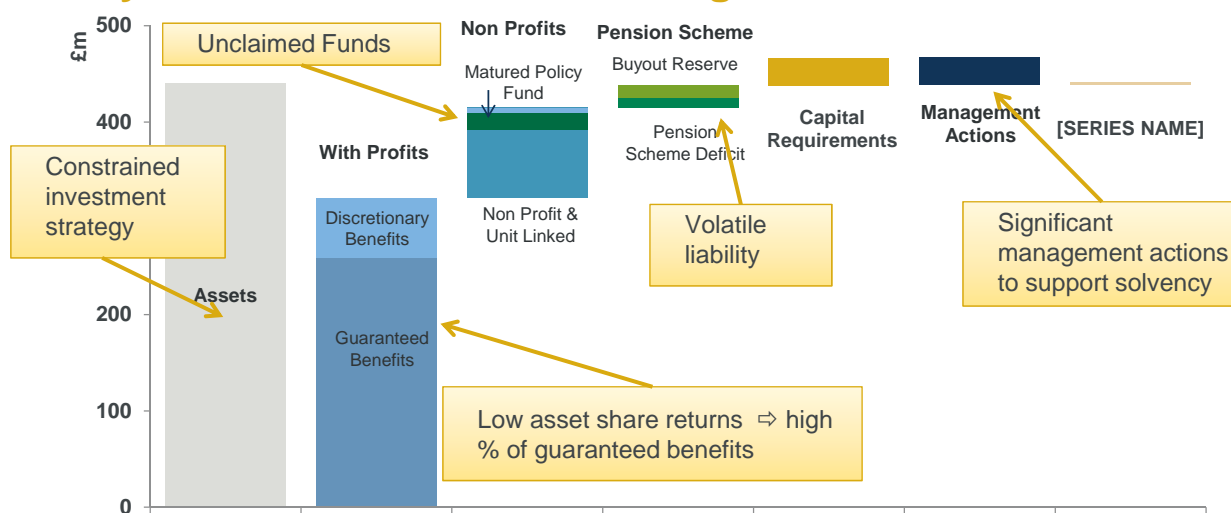 500
400
300
200
100
0
£m
Unclaimed Funds
Constrained
investment
strategy
Assets
With Profits
Discretionary
Benefits
Guaranteed
Benefits
Non Profits
Matured Policy
Fund
Non Profit &
Unit Linked
Low asset share returns ⇨ high
% of guaranteed benefits
Pension Scheme
Buyout Reserve
Pension
Scheme Deficit
Volatile
liability
Capital
Requirements
Management
Actions
Significant
management actions
to support solvency
[SERIES NAME]